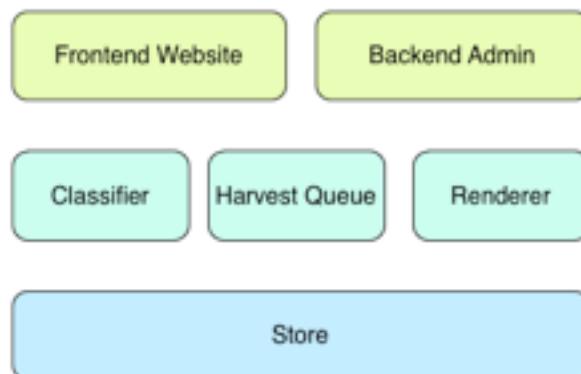 Frontend Website
Backend Admin
Classifier
Harvest Queue
Renderer
Store